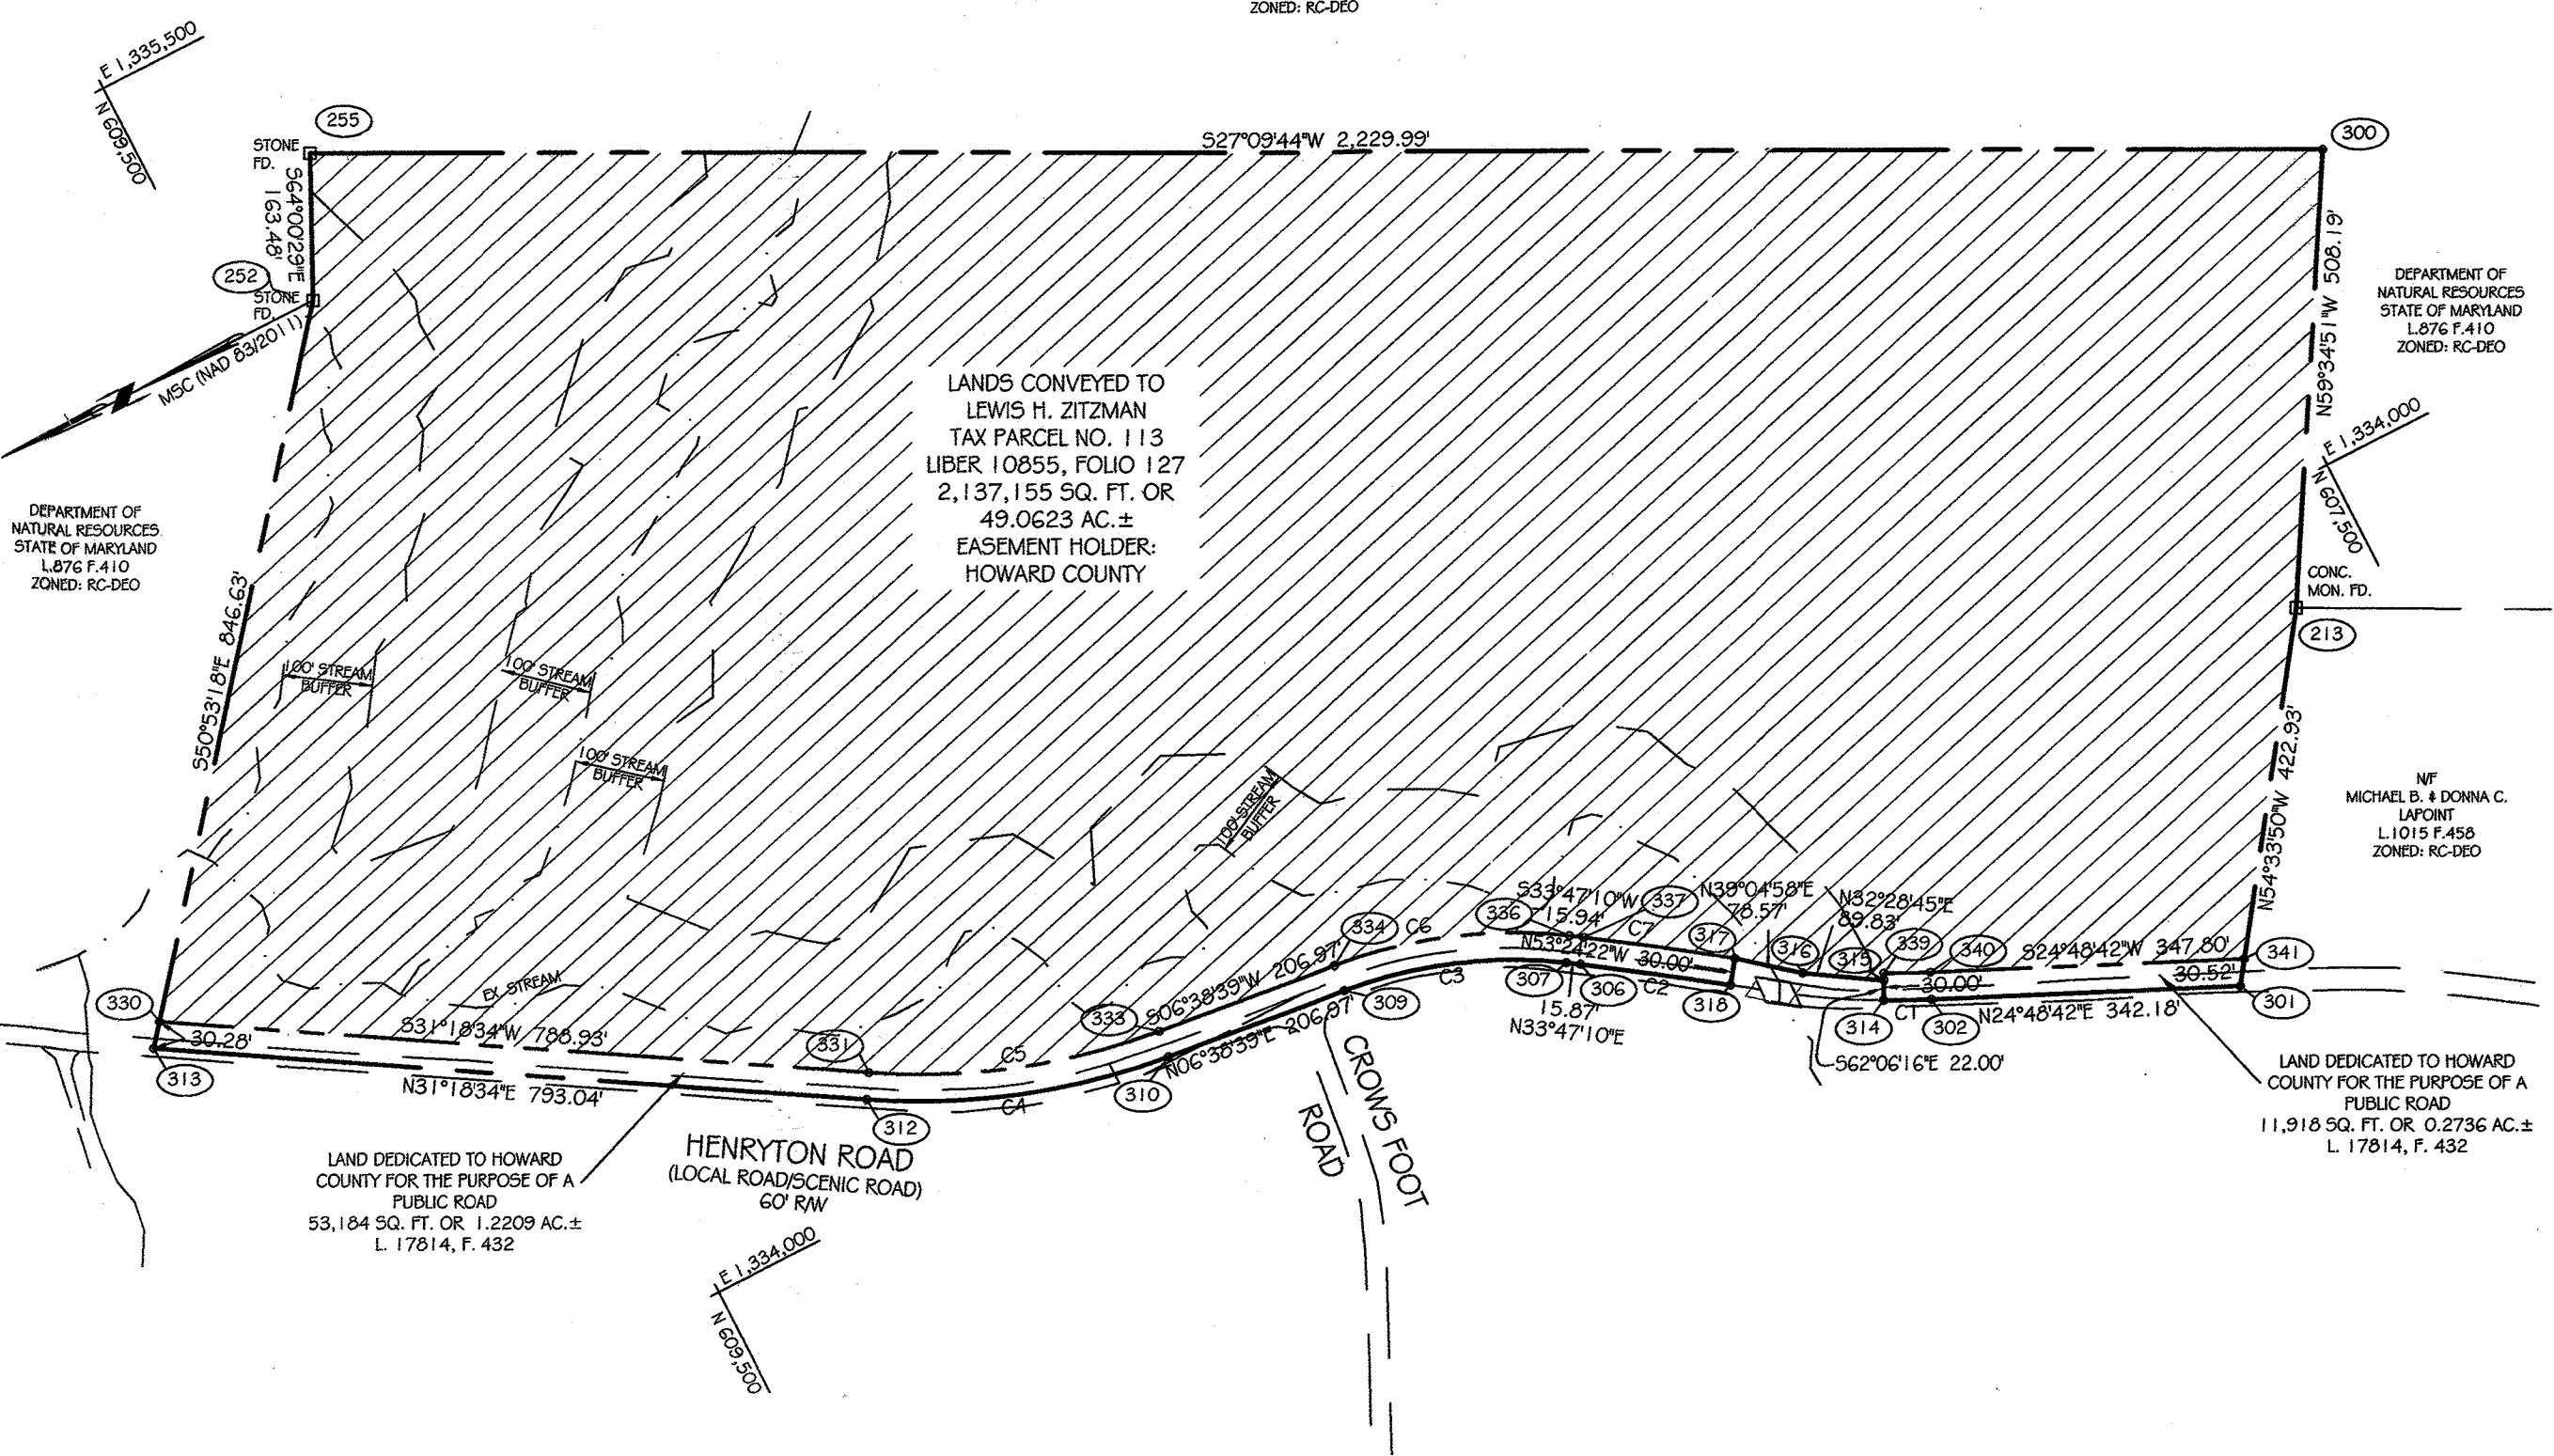 ZONED: RC-DEO
E 1,335,500
N 609,500
255
STONE
FD.
S64°00'29"E
163.48'
252
STONE
FD.
MSC (NAD 83/2011)
S27°09'44"W 2,229.99'
300
N59°34'51"W 508.19'
DEPARTMENT OF
NATURAL RESOURCES
STATE OF MARYLAND
L.876 F.410
ZONED: RC-DEO
E 1,334,000
N 607,500
LANDS CONVEYED TO
LEWIS H. ZITZMAN
TAX PARCEL NO. 113
LIBER 10855, FOLIO 127
2,137,155 SQ. FT. OR
49.0623 AC.±
EASEMENT HOLDER:
HOWARD COUNTY
DEPARTMENT OF
NATURAL RESOURCES
STATE OF MARYLAND
L.876 F.410
ZONED: RC-DEO
CONC.
MON. FD.
213
S50°53'18"E 846.63'
100' STREAM
BUFFER
100' STREAM
BUFFER
100' STREAM
BUFFER
100' STREAM
BUFFER
N54°33'50"W 422.93'
N/F
MICHAEL B. & DONNA C.
LAPOINT
L.1015 F.458
ZONED: RC-DEO
EX. STREAM
330
30.28'
313
S31°18'34"W 788.93'
N31°18'34"E 793.04'
331
312
C5
C4
333
310
S06°38'39"W 206.97'
N06°38'39"E 206.97'
334
309
C6
C3
336
S33°47'10"W
15.94'
337
C7
N53°24'22"W 30.00'
307
306
15.87'
N33°47'10"E
C2
317
318
N39°04'58"E
78.57'
316
N32°28'45"E
89.83'
315
339
340
30.00'
314
C1
302
S62°06'16"E 22.00'
S24°48'42"W 347.80'
N24°48'42"E 342.18'
30.52'
341
301
LAND DEDICATED TO HOWARD
COUNTY FOR THE PURPOSE OF A
PUBLIC ROAD
11,918 SQ. FT. OR 0.2736 AC.±
L. 17814, F. 432
LAND DEDICATED TO HOWARD
COUNTY FOR THE PURPOSE OF A
PUBLIC ROAD
53,184 SQ. FT. OR 1.2209 AC.±
L. 17814, F. 432
HENRYTON ROAD
(LOCAL ROAD/SCENIC ROAD)
60' R/W
CROWS FOOT
ROAD
E 1,334,000
N 609,500